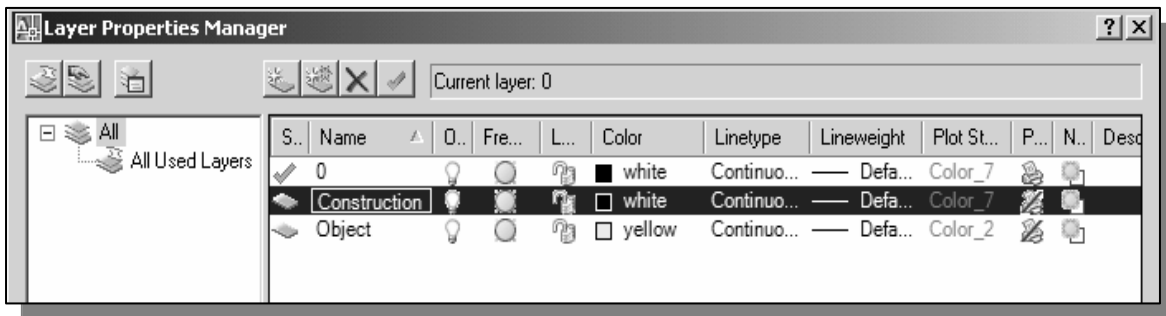 Layer Properties Manager
? X
Current layer: 0
All
All Used Layers
S.. Name O.. Fre... L... Color Linetype Lineweight Plot St... P... N.. Desc
0 white Continuo... Defa... Color_7
Construction white Continuo... Defa... Color_7
Object yellow Continuo... Defa... Color_2